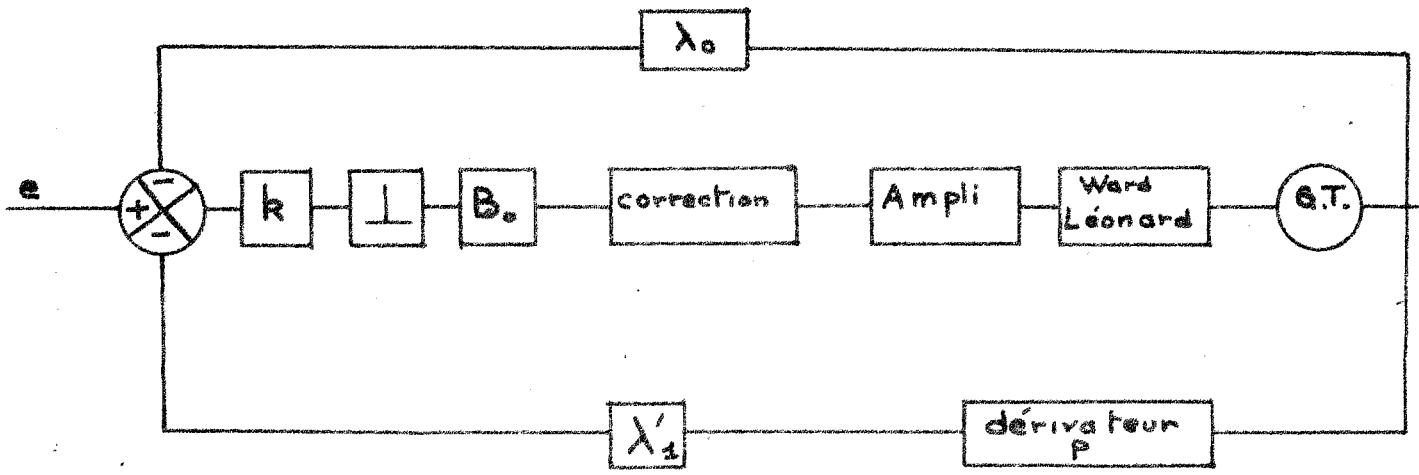 λ₀
e
+
−
−
k
⊥
B₀
correction
Ampli
Ward
Léonard
G.T.
λ'₁
dérivateur
P